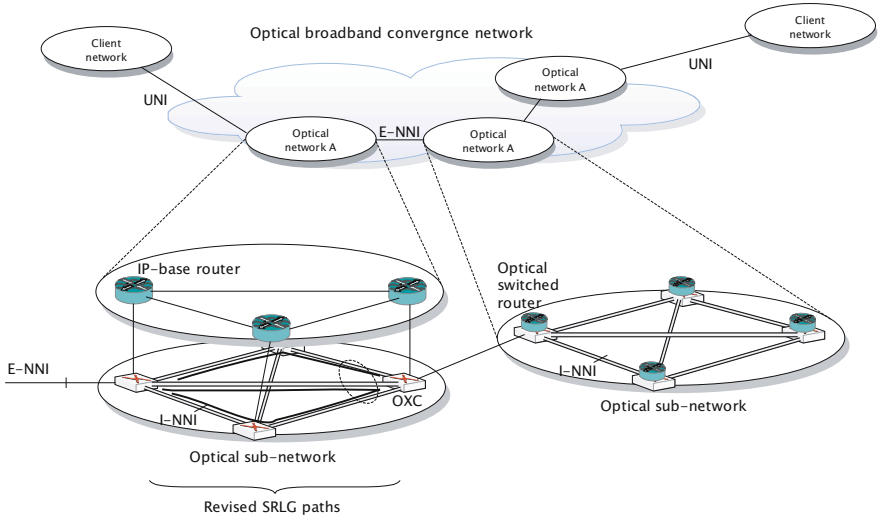 Client
network
Optical broadband convergnce network
Client
network
UNI
Optical
network A
UNI
Optical
network A
E-NNI
Optical
network A
IP-base router
Optical
switched
router
E-NNI
I-NNI
OXC
I-NNI
Optical sub-network
Optical sub-network
Revised SRLG paths